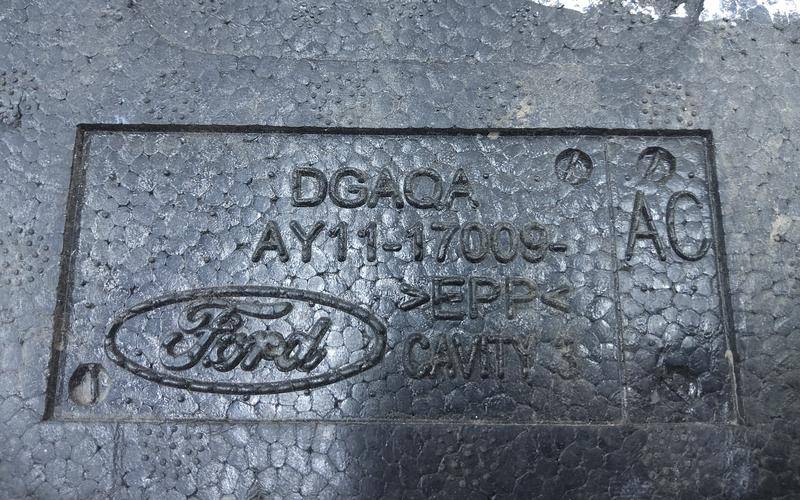 DGAQA
AY11-17009-
AC
>EPP<
Ford
CAVITY 3